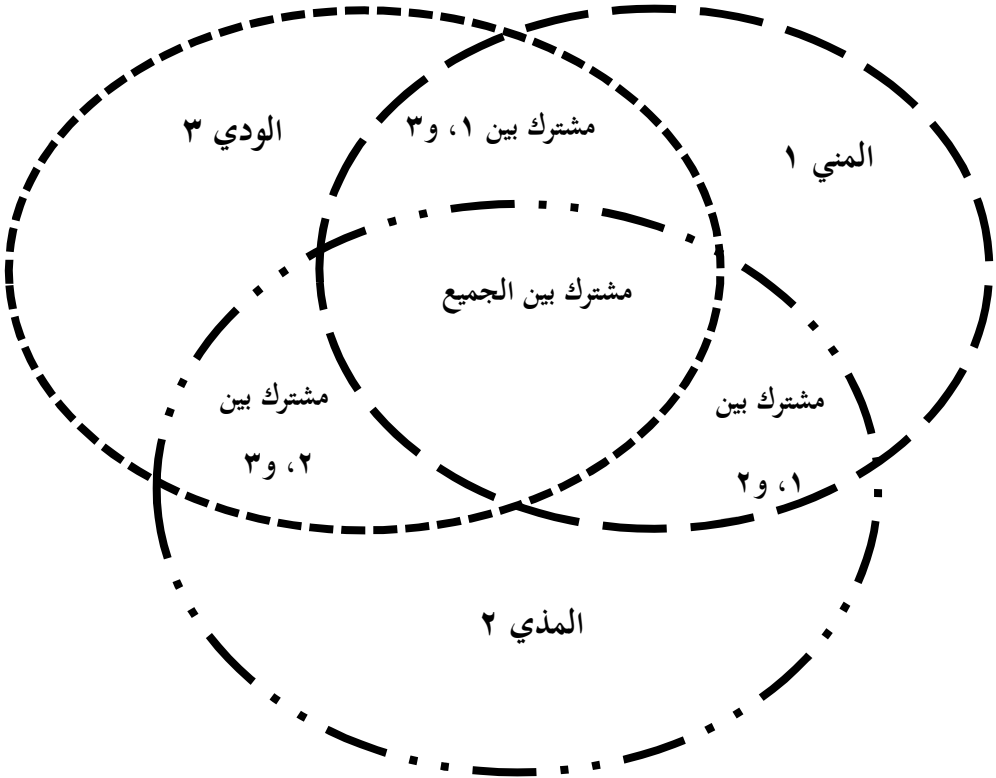 مشترك بين ١، و٣
الودي ٣
المني ١
مشترك بين الجميع
مشترك بين
١، و٢
مشترك بين
٢، و٣
المذي ٢